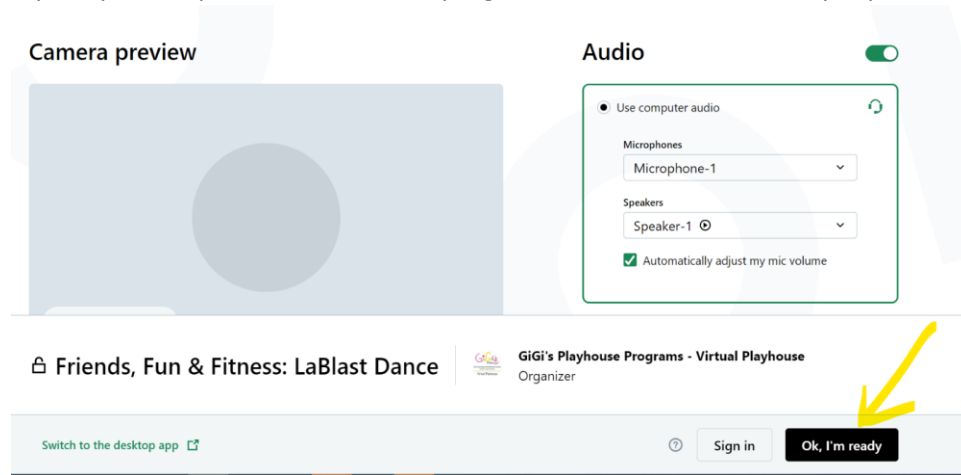 Camera preview
Audio
Use computer audio
Microphones
Microphone-1
Speakers
Speaker-1
Automatically adjust my mic volume
Friends, Fun & Fitness: LaBlast Dance
GiGi's Playhouse Programs - Virtual Playhouse
Organizer
Switch to the desktop app
? Sign in Ok, I'm ready